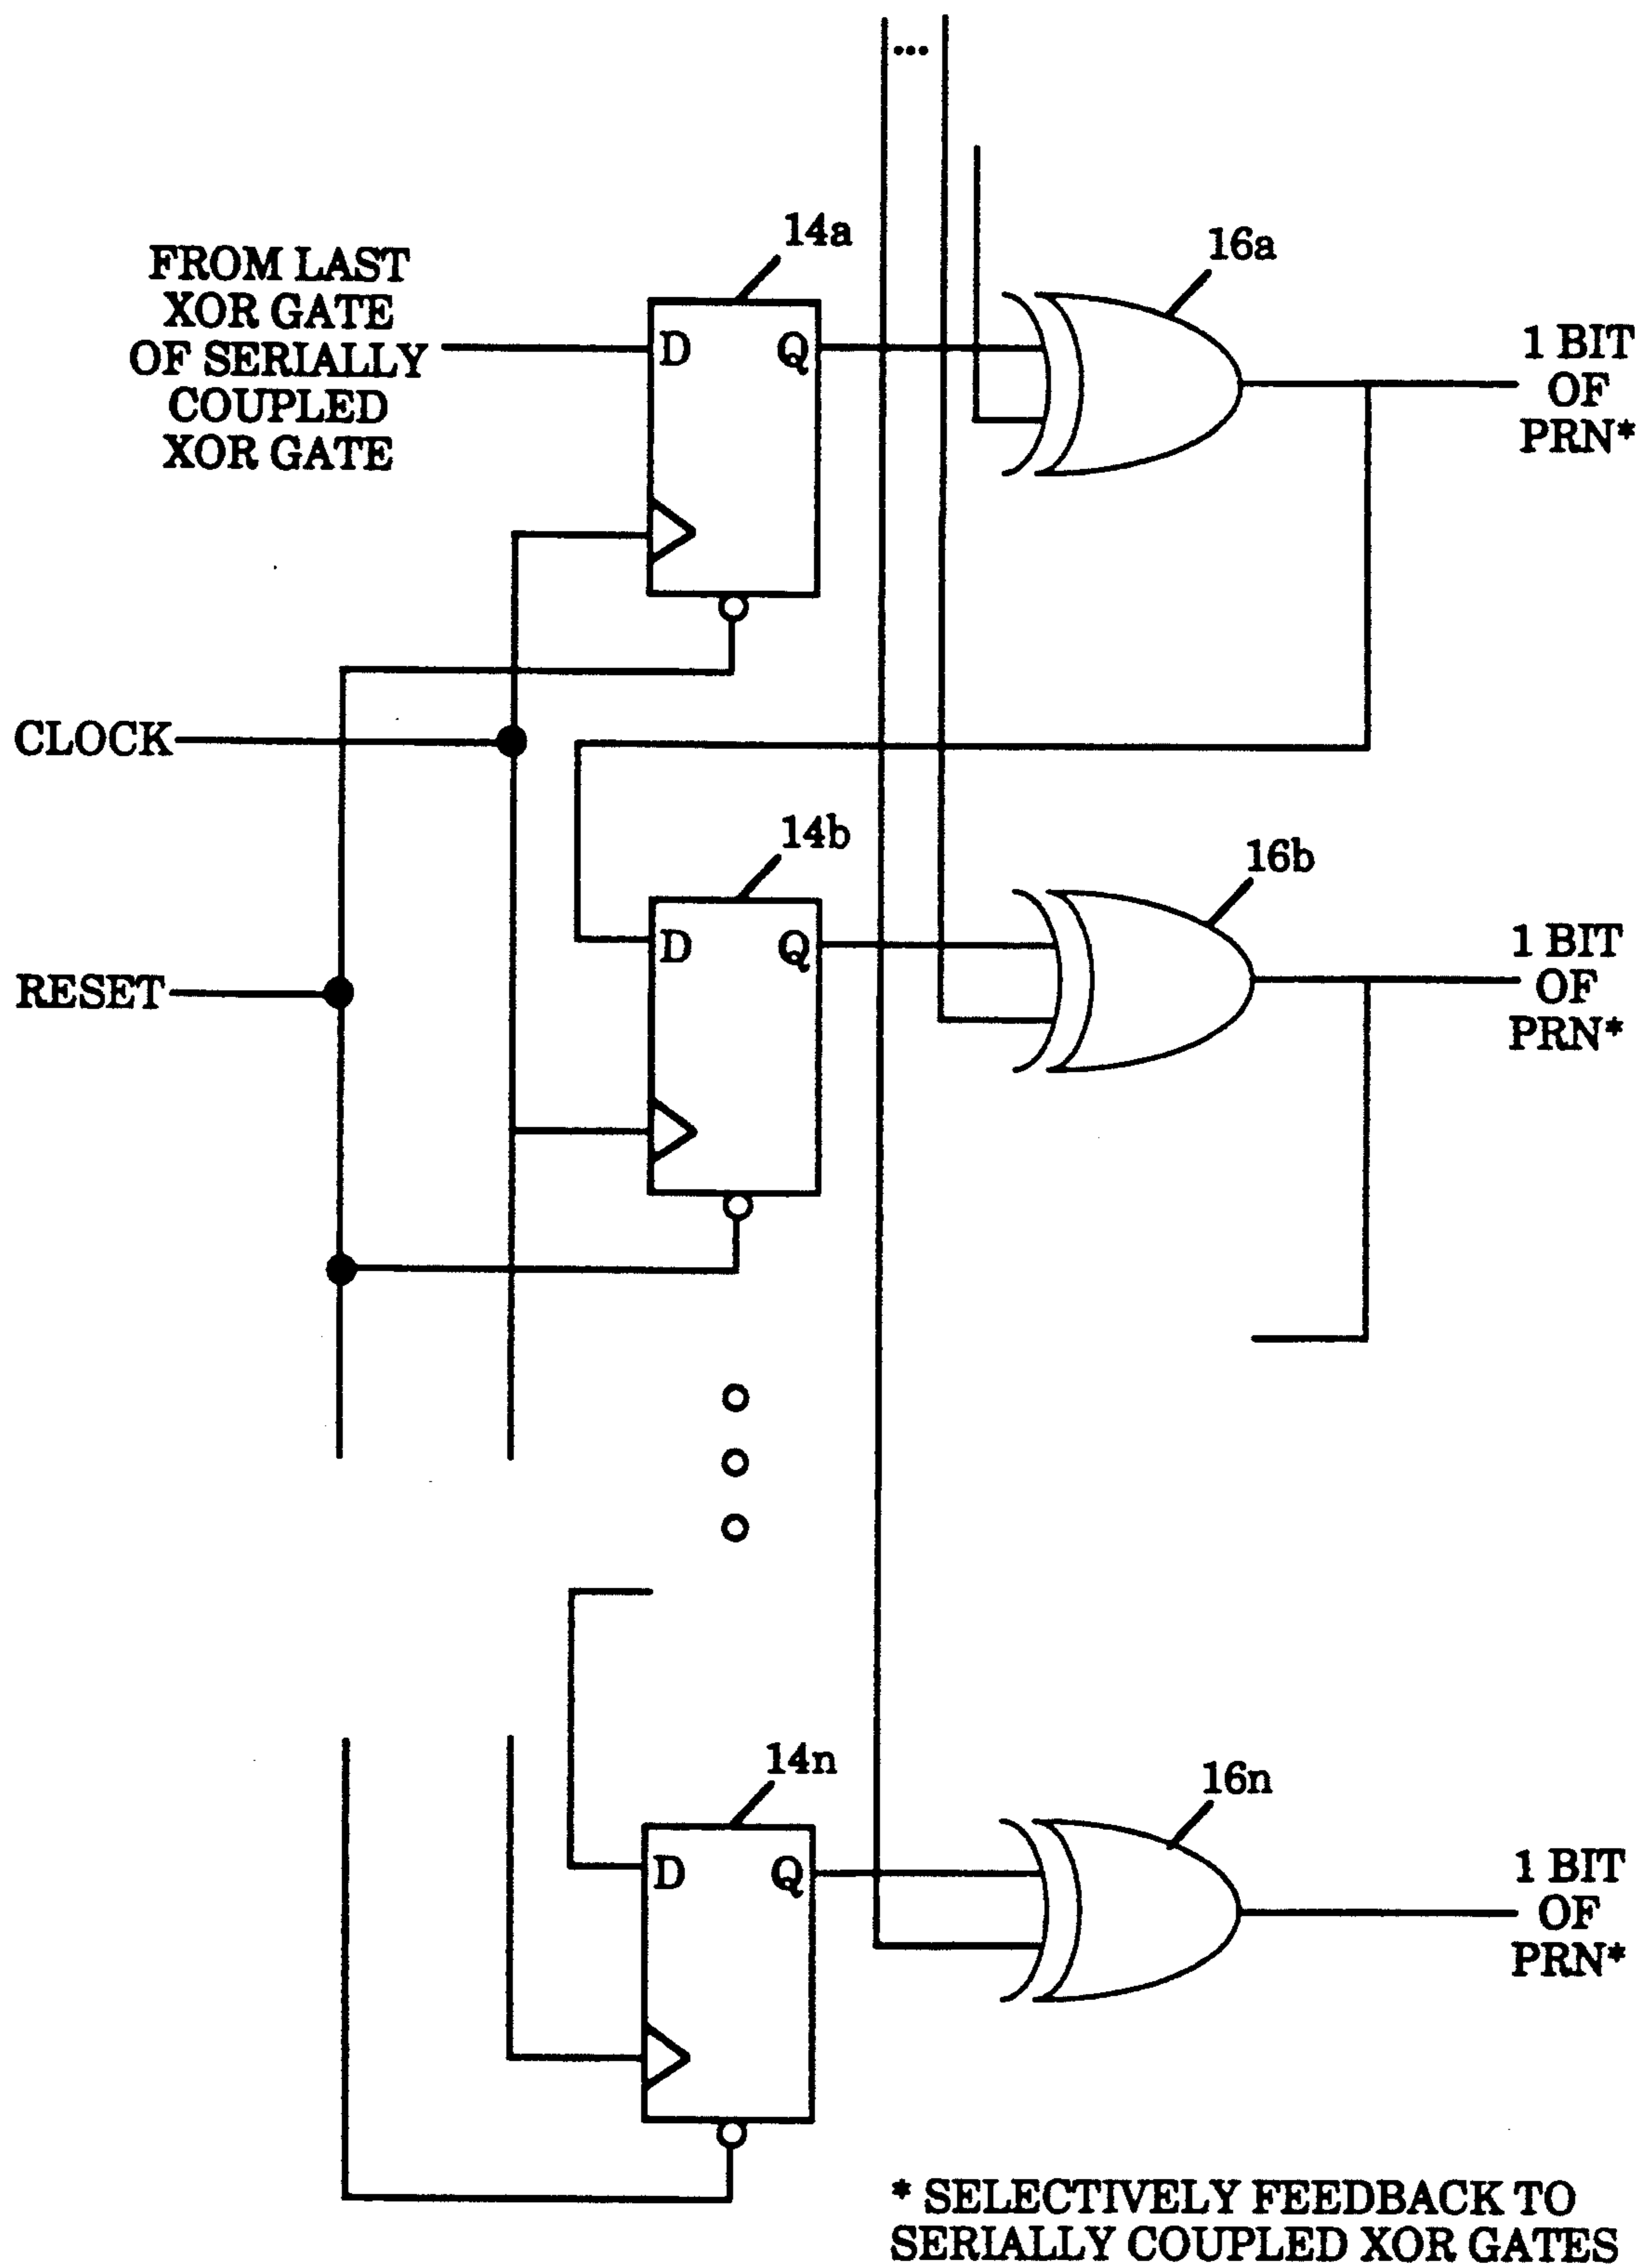 ...
14a
16a
FROM LAST
XOR GATE
OF SERIALLY
COUPLED
XOR GATE
D Q
1 BIT
OF
PRN*
CLOCK
14b
16b
D Q
1 BIT
OF
PRN*
RESET
14n
16n
D Q
1 BIT
OF
PRN*
* SELECTIVELY FEEDBACK TO
SERIALLY COUPLED XOR GATES